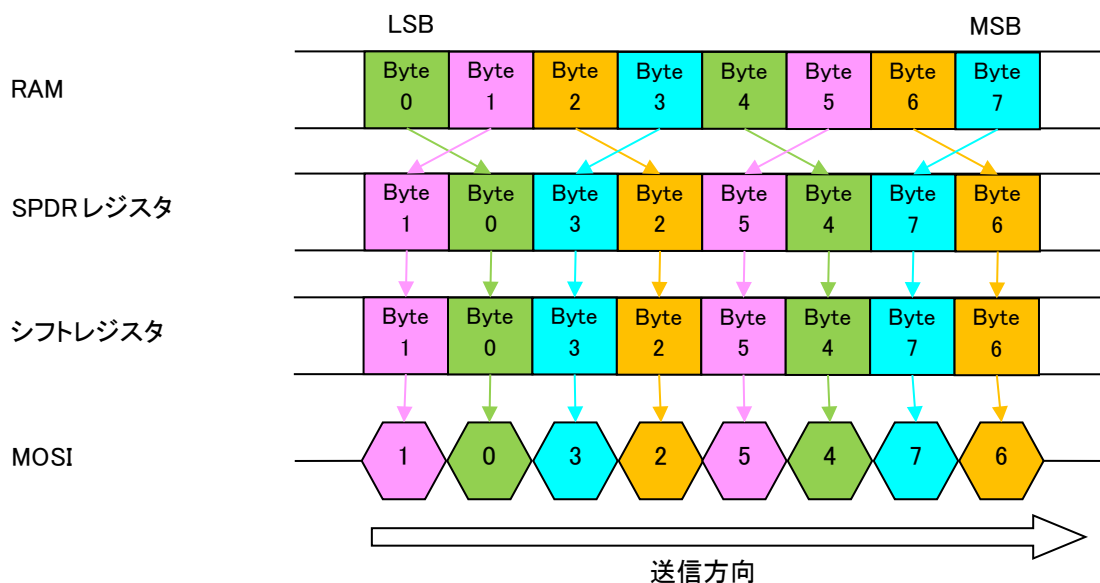 LSB MSB
RAM
Byte 0 Byte 1 Byte 2 Byte 3 Byte 4 Byte 5 Byte 6 Byte 7
SPDRレジスタ
Byte 1 Byte 0 Byte 3 Byte 2 Byte 5 Byte 4 Byte 7 Byte 6
シフトレジスタ
Byte 1 Byte 0 Byte 3 Byte 2 Byte 5 Byte 4 Byte 7 Byte 6
MOSI
1 0 3 2 5 4 7 6
送信方向